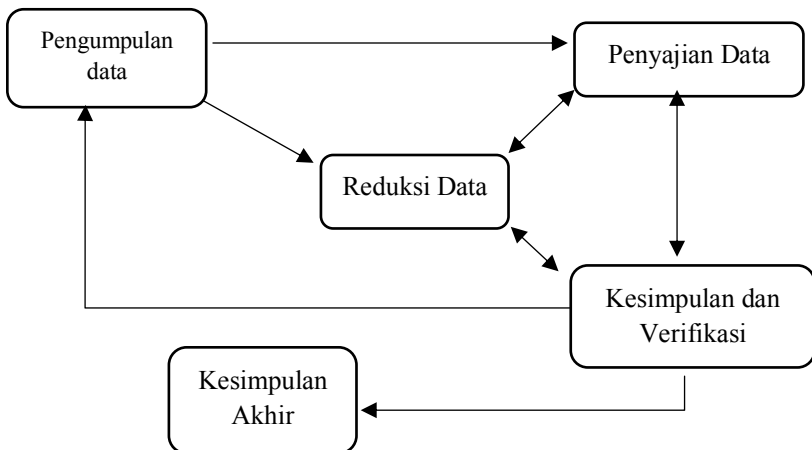 Pengumpulan
data
Penyajian Data
Reduksi Data
Kesimpulan dan
Verifikasi
Kesimpulan
Akhir